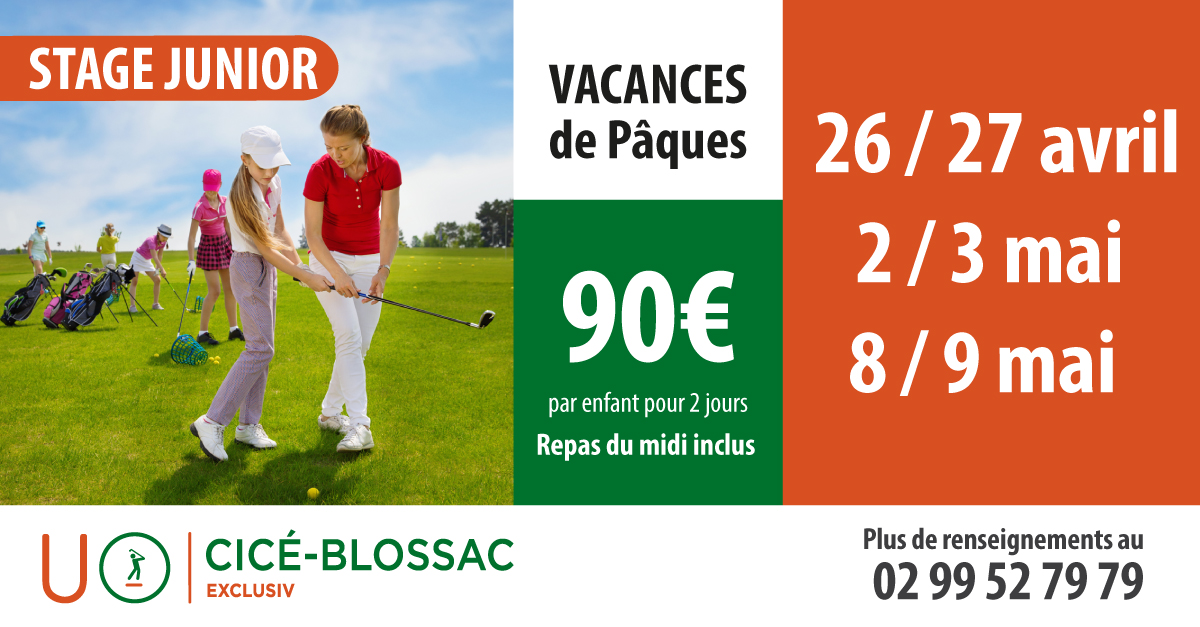 STAGE JUNIOR
VACANCES
de Pâques
90€
par enfant pour 2 jours
Repas du midi inclus
26 / 27 avril
2 / 3 mai
8 / 9 mai
U
CICÉ-BLOSSAC
EXCLUSIV
Plus de renseignements au
02 99 52 79 79